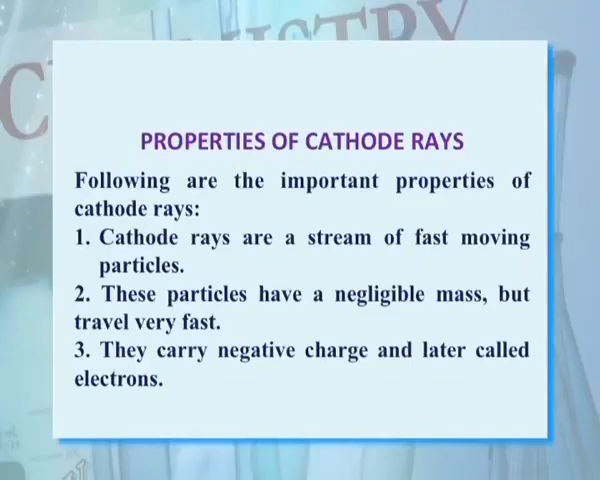 PROPERTIES OF CATHODE RAYS
Following are the important properties of
cathode rays:
1. Cathode rays are a stream of fast moving
particles.
2. These particles have a negligible mass, but
travel very fast.
3. They carry negative charge and later called
electrons.